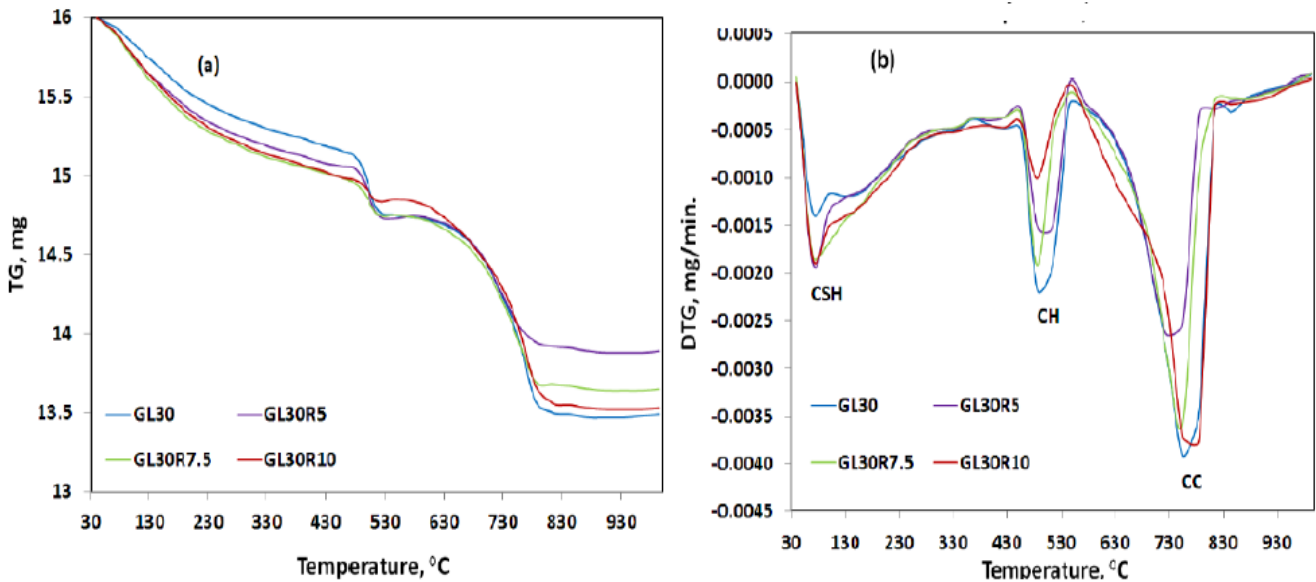 (a)
TG, mg
16
15.5
15
14.5
14
13.5
13
GL30 GL30R5
GL30R7.5 GL30R10
30 130 230 330 430 530 630 730 830 930
Temperature, °C
(b)
DTG, mg/min.
0.0005
0.0000
-0.0005
-0.0010
-0.0015
-0.0020
-0.0025
-0.0030
-0.0035
-0.0040
-0.0045
CSH
CH
CC
GL30 GL30R5
GL30R7.5 GL30R10
30 130 230 330 430 530 630 730 830 930
Temperature, °C